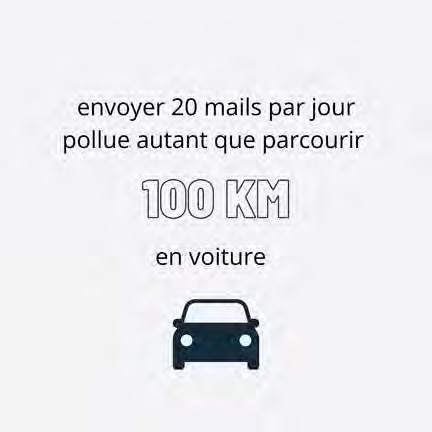 envoyer 20 mails par jour
pollue autant que parcourir
100 KM
en voiture